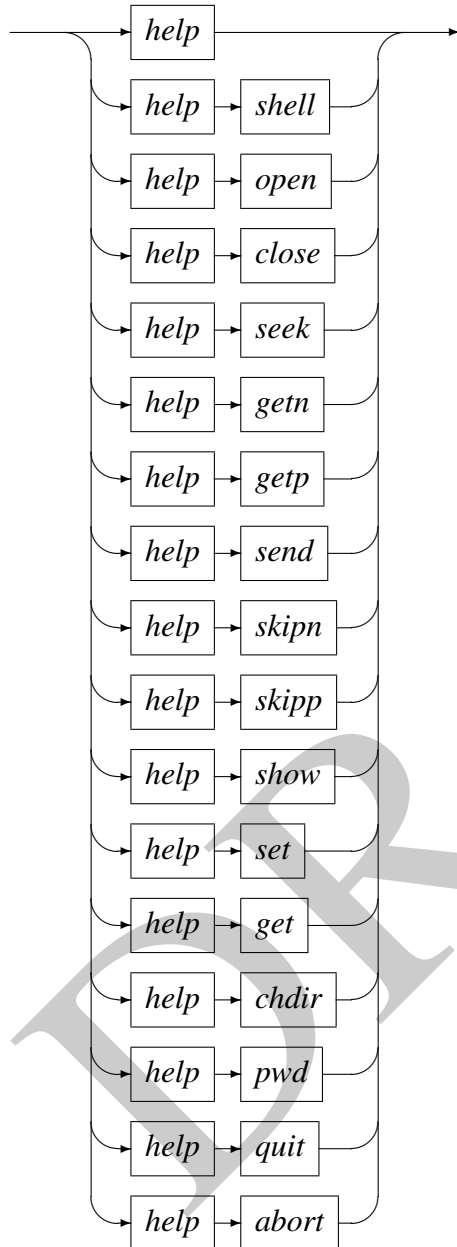 help
help shell
help open
help close
help seek
help getn
help getp
help send
help skipn
help skipp
help show
help set
help get
help chdir
help pwd
help quit
help abort
DR